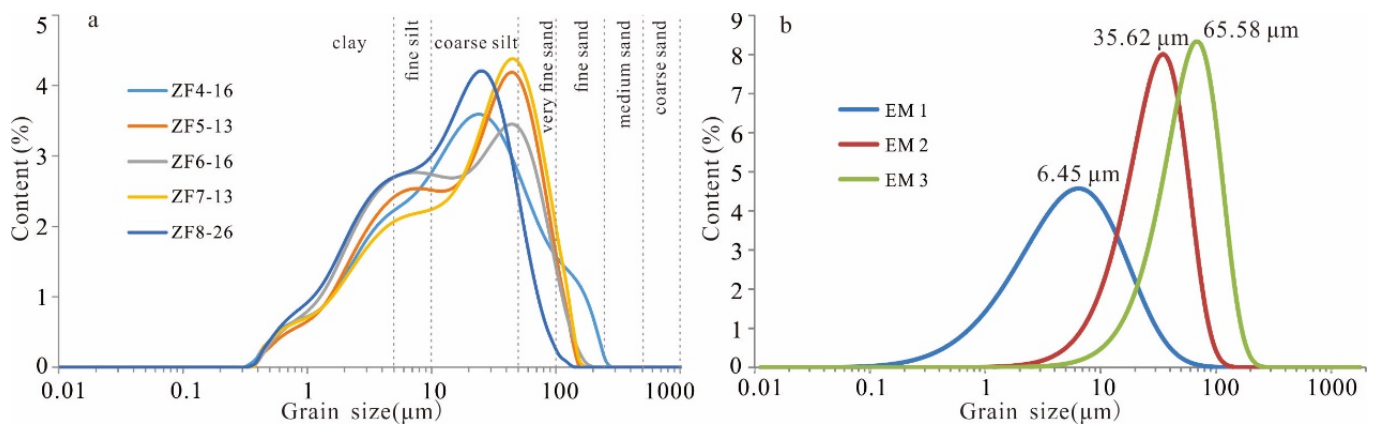 a
Content (%)
5
4
3
2
1
0
clay
fine silt
coarse silt
very fine sand
fine sand
medium sand
coarse sand
ZF4-16
ZF5-13
ZF6-16
ZF7-13
ZF8-26
0.01
0.1
1
10
100
1000
Grain size(μm)
b
Content(%)
9
8
7
6
5
4
3
2
1
0
6.45 μm
35.62 μm
65.58 μm
EM 1
EM 2
EM 3
0.01
0.1
1
10
100
1000
Grain size(μm)